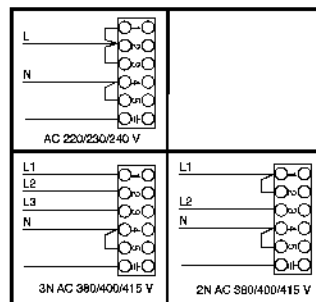 L
N
AC 220/230/240 V
L1
L2
L3
N
3N AC 380/400/415 V
L1
L2
N
2N AC 380/400/415 V